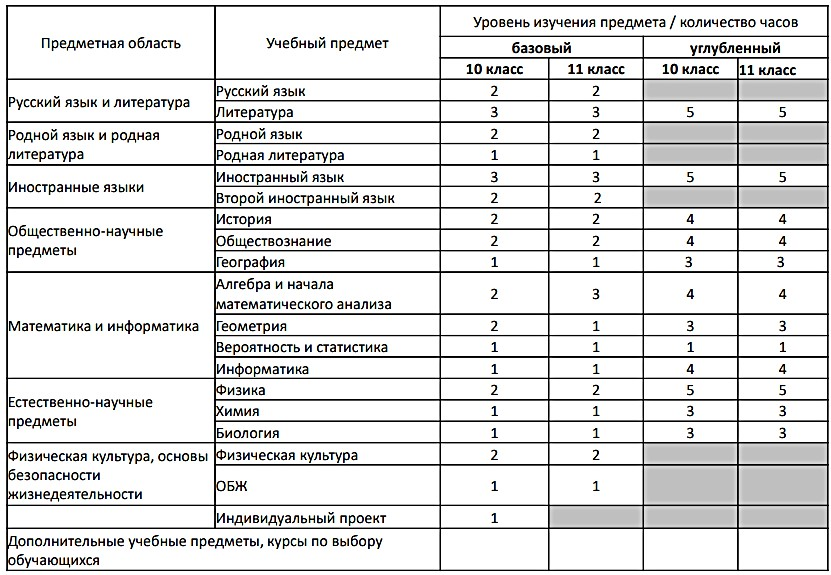 Предметная область Учебный предмет Уровень изучения предмета / количество часов
базовый углубленный
10 класс 11 класс 10 класс 11 класс
Русский язык и литература
Русский язык 2 2
Литература 3 3 5 5
Родной язык и родная
литература
Родной язык 2 2
Родная литература 1 1
Иностранные языки
Иностранный язык 3 3 5 5
Второй иностранный язык 2 2
Общественно-научные
предметы
История 2 2 4 4
Обществознание 2 2 4 4
География 1 1 3 3
Математика и информатика
Алгебра и начала
математического анализа 2 3 4 4
Геометрия 2 1 3 3
Вероятность и статистика 1 1 1 1
Информатика 1 1 4 4
Естественно-научные
предметы
Физика 2 2 5 5
Химия 1 1 3 3
Биология 1 1 3 3
Физическая культура, основы
безопасности
жизнедеятельности
Физическая культура 2 2
ОБЖ 1 1
Индивидуальный проект 1
Дополнительные учебные предметы, курсы по выбору
обучающихся